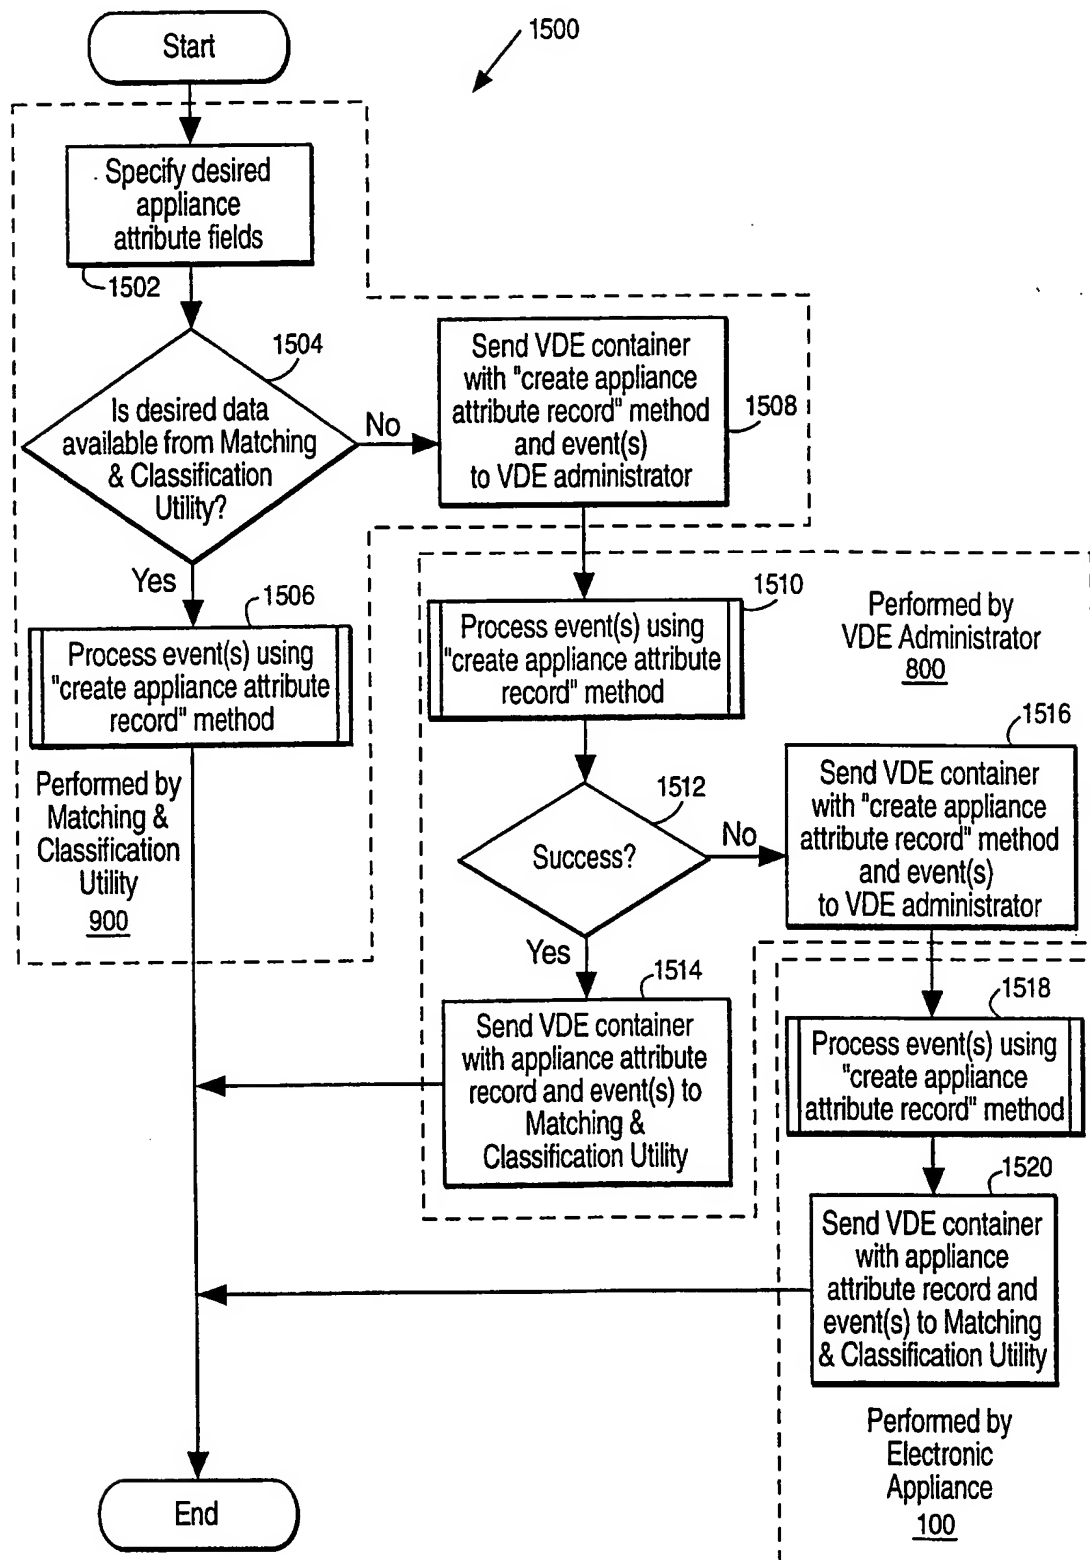 Start
1500
Specify desired
appliance
attribute fields
1502
1504
Is desired data
available from Matching
& Classification
Utility?
No
Send VDE container
with "create appliance
attribute record" method
and event(s)
to VDE administrator
1508
Yes
1506
Process event(s) using
"create appliance attribute
record" method
Performed by
Matching &
Classification
Utility
900
1510
Process event(s) using
"create appliance attribute
record" method
Performed by
VDE Administrator
800
1512
Success?
No
1516
Send VDE container
with "create appliance
attribute record" method
and event(s)
to VDE administrator
Yes
1514
Send VDE container
with appliance attribute
record and event(s) to
Matching &
Classification Utility
1518
Process event(s) using
"create appliance
attribute record" method
1520
Send VDE container
with appliance
attribute record and
event(s) to Matching
& Classification Utility
Performed by
Electronic
Appliance
100
End